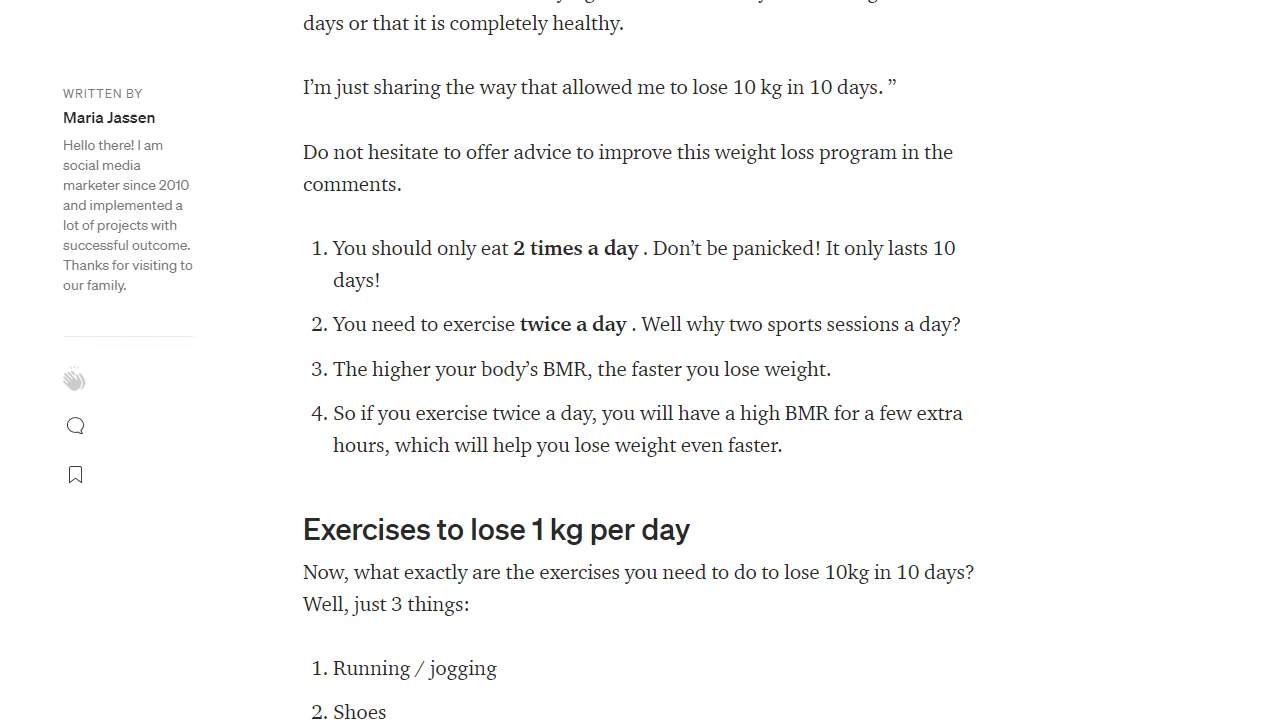 days or that it is completely healthy.
I'm just sharing the way that allowed me to lose 10 kg in 10 days. ”
Do not hesitate to offer advice to improve this weight loss program in the
comments.
1. You should only eat 2 times a day . Don't be panicked! It only lasts 10
days!
2. You need to exercise twice a day . Well why two sports sessions a day?
3. The higher your body's BMR, the faster you lose weight.
4. So if you exercise twice a day, you will have a high BMR for a few extra
hours, which will help you lose weight even faster.
Exercises to lose 1 kg per day
Now, what exactly are the exercises you need to do to lose 10kg in 10 days?
Well, just 3 things:
1. Running / jogging
2. Shoes
WRITTEN BY
Maria Jassen
Hello there! I am
social media
marketer since 2010
and implemented a
lot of projects with
successful outcome.
Thanks for visiting to
our family.